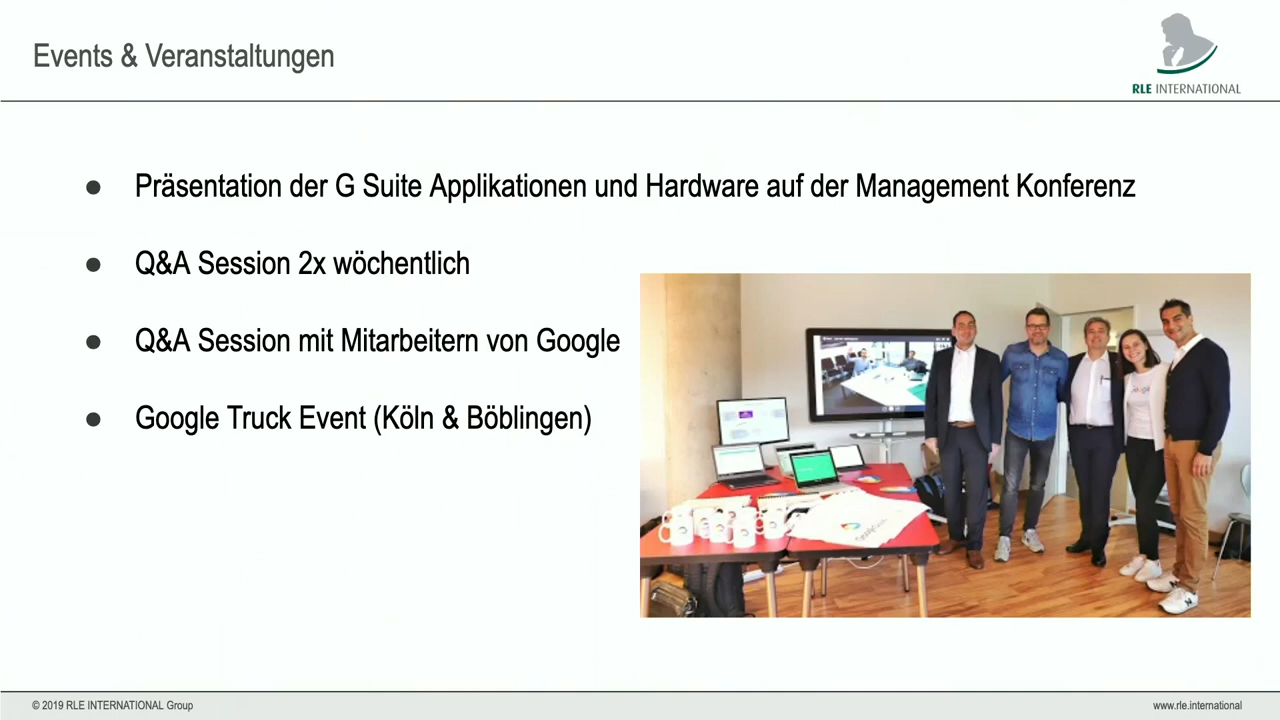 Events & Veranstaltungen
RLE INTERNATIONAL
● Präsentation der G Suite Applikationen und Hardware auf der Management Konferenz
● Q&A Session 2x wöchentlich
● Q&A Session mit Mitarbeitern von Google
● Google Truck Event (Köln & Böblingen)
© 2019 RLE INTERNATIONAL Group
www.rle.international